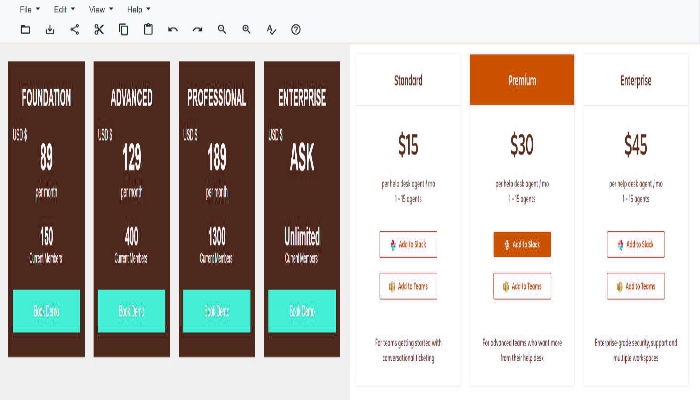 File Edit View Help
FOUNDATION
USD $
89
per month
150
Current Members
Book Demo
ADVANCED
USD $
129
per month
400
Current Members
Book Demo
PROFESSIONAL
USD $
189
per month
1300
Current Members
Book Demo
ENTERPRISE
USD $
ASK
Unlimited
Current Members
Book Demo
Standard
$15
per help desk agent / mo
1 - 15 agents
Add to Slack
Add to Teams
For teams getting started with
conversational ticketing
Premium
$30
per help desk agent / mo
1 - 15 agents
Add to Slack
Add to Teams
For advanced teams who want more
from their help desk
Enterprise
$45
per help desk agent / mo
1 - 15 agents
Add to Slack
Add to Teams
Enterprise-grade security, support and
multiple workspaces